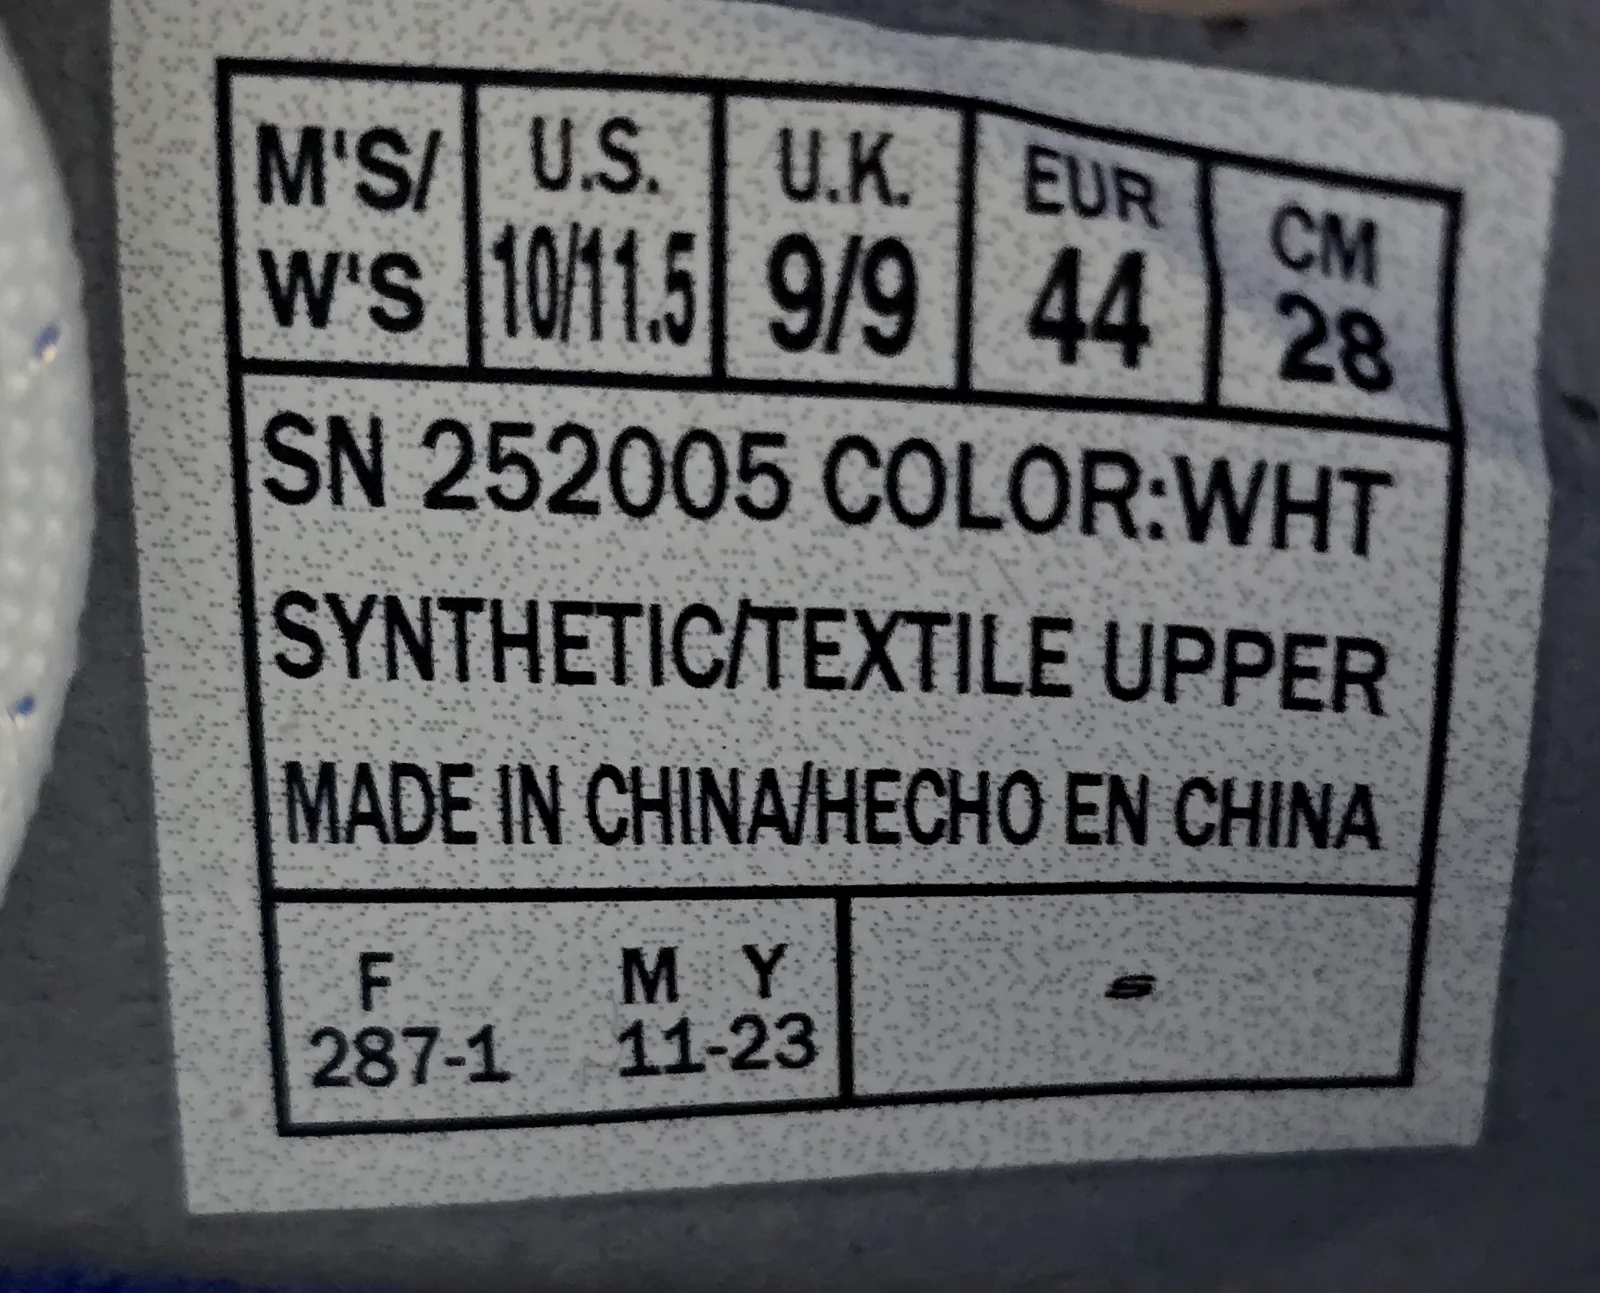 M'S/ U.S. U.K. EUR CM
W'S 10/11.5 9/9 44 28
SN 252005 COLOR:WHT
SYNTHETIC/TEXTILE UPPER
MADE IN CHINA/HECHO EN CHINA
F M Y
287-1 11-23